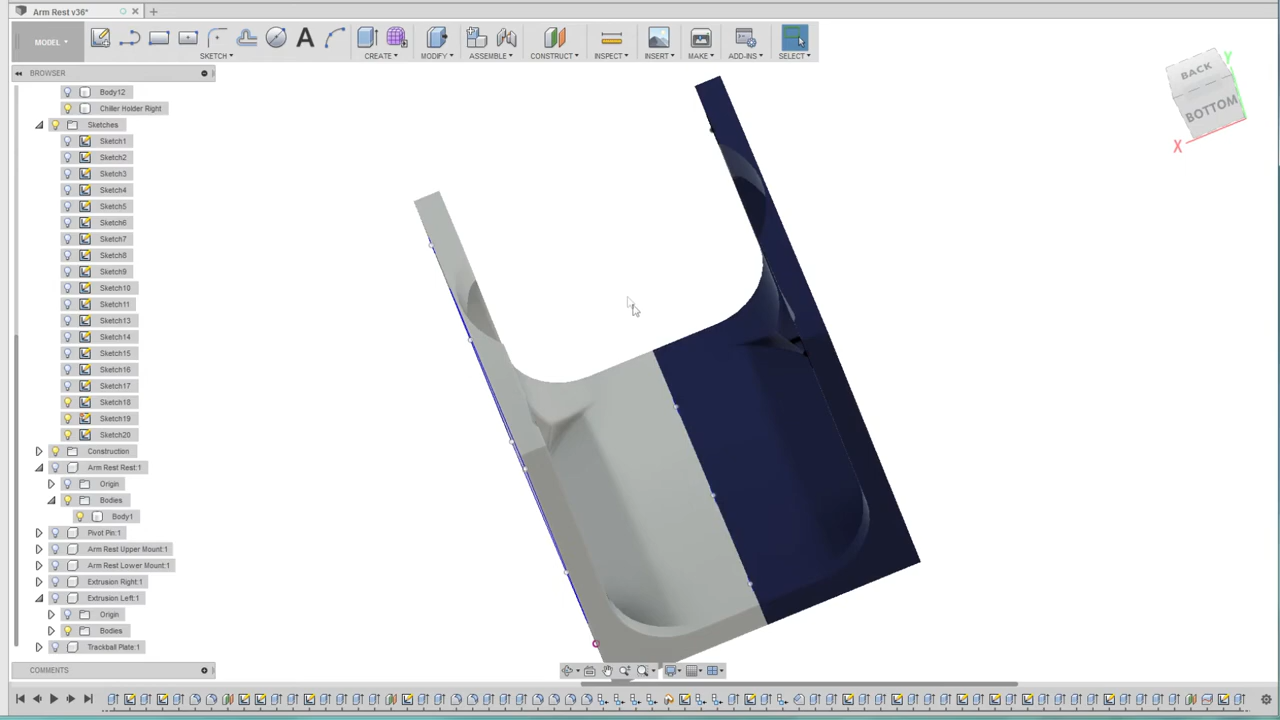 Arm Rest v36*
MODEL
A
SKETCH
CREATE
MODIFY
ASSEMBLE
CONSTRUCT
INSPECT
INSERT
MAKE
ADD-INS
SELECT
BROWSER
BACK
BOTTOM
Y
X
Body12
Chiller Holder Right
Sketches
Sketch1
Sketch2
Sketch3
Sketch4
Sketch5
Sketch6
Sketch7
Sketch8
Sketch9
Sketch10
Sketch11
Sketch13
Sketch14
Sketch15
Sketch16
Sketch17
Sketch18
Sketch19
Sketch20
Construction
Arm Rest Rest:1
Origin
Bodies
Body1
Pivot Pin:1
Arm Rest Upper Mount:1
Arm Rest Lower Mount:1
Extrusion Right:1
Extrusion Left:1
Origin
Bodies
Trackball Plate:1
COMMENTS